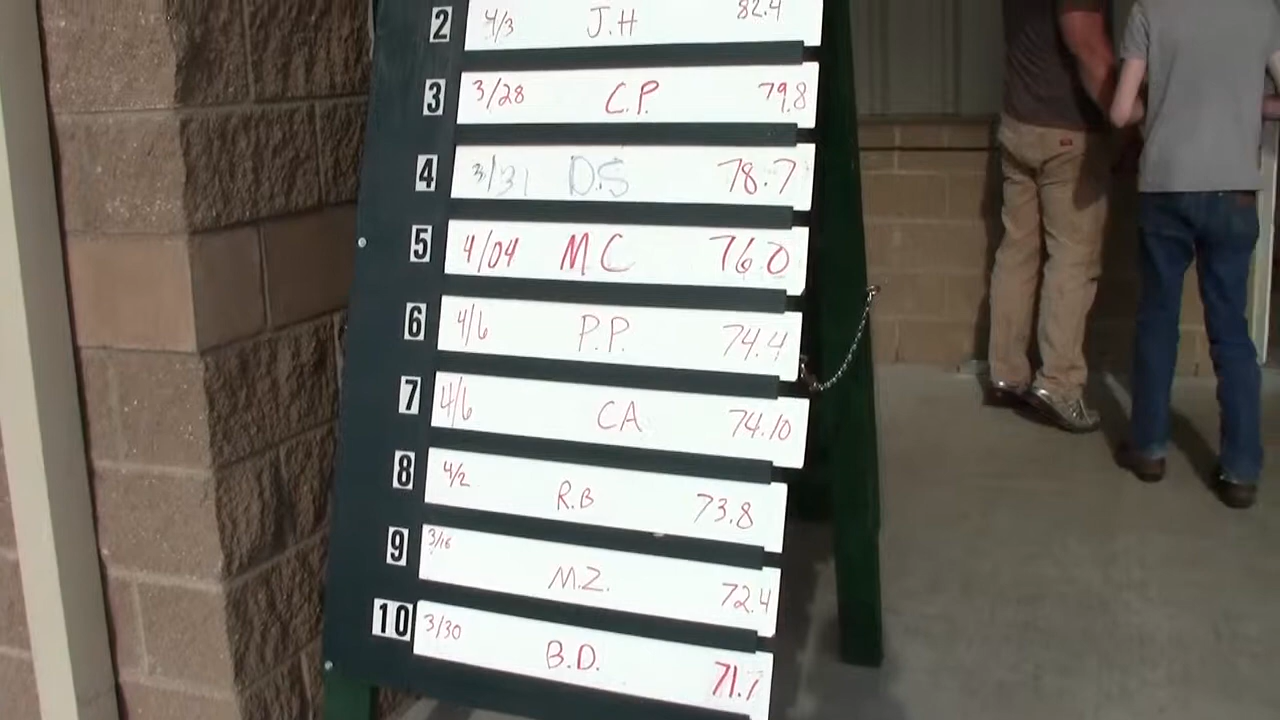 2 4/3 J.H 82.4
3 3/28 C.P. 79.8
4 3/31 D.S 78.7
5 4/04 MC 76.0
6 4/6 P.P. 74.4
7 4/6 CA 74.10
8 4/2 R.B 73.8
9 3/16 M.Z. 72.4
10 3/30 B.D. 71.7